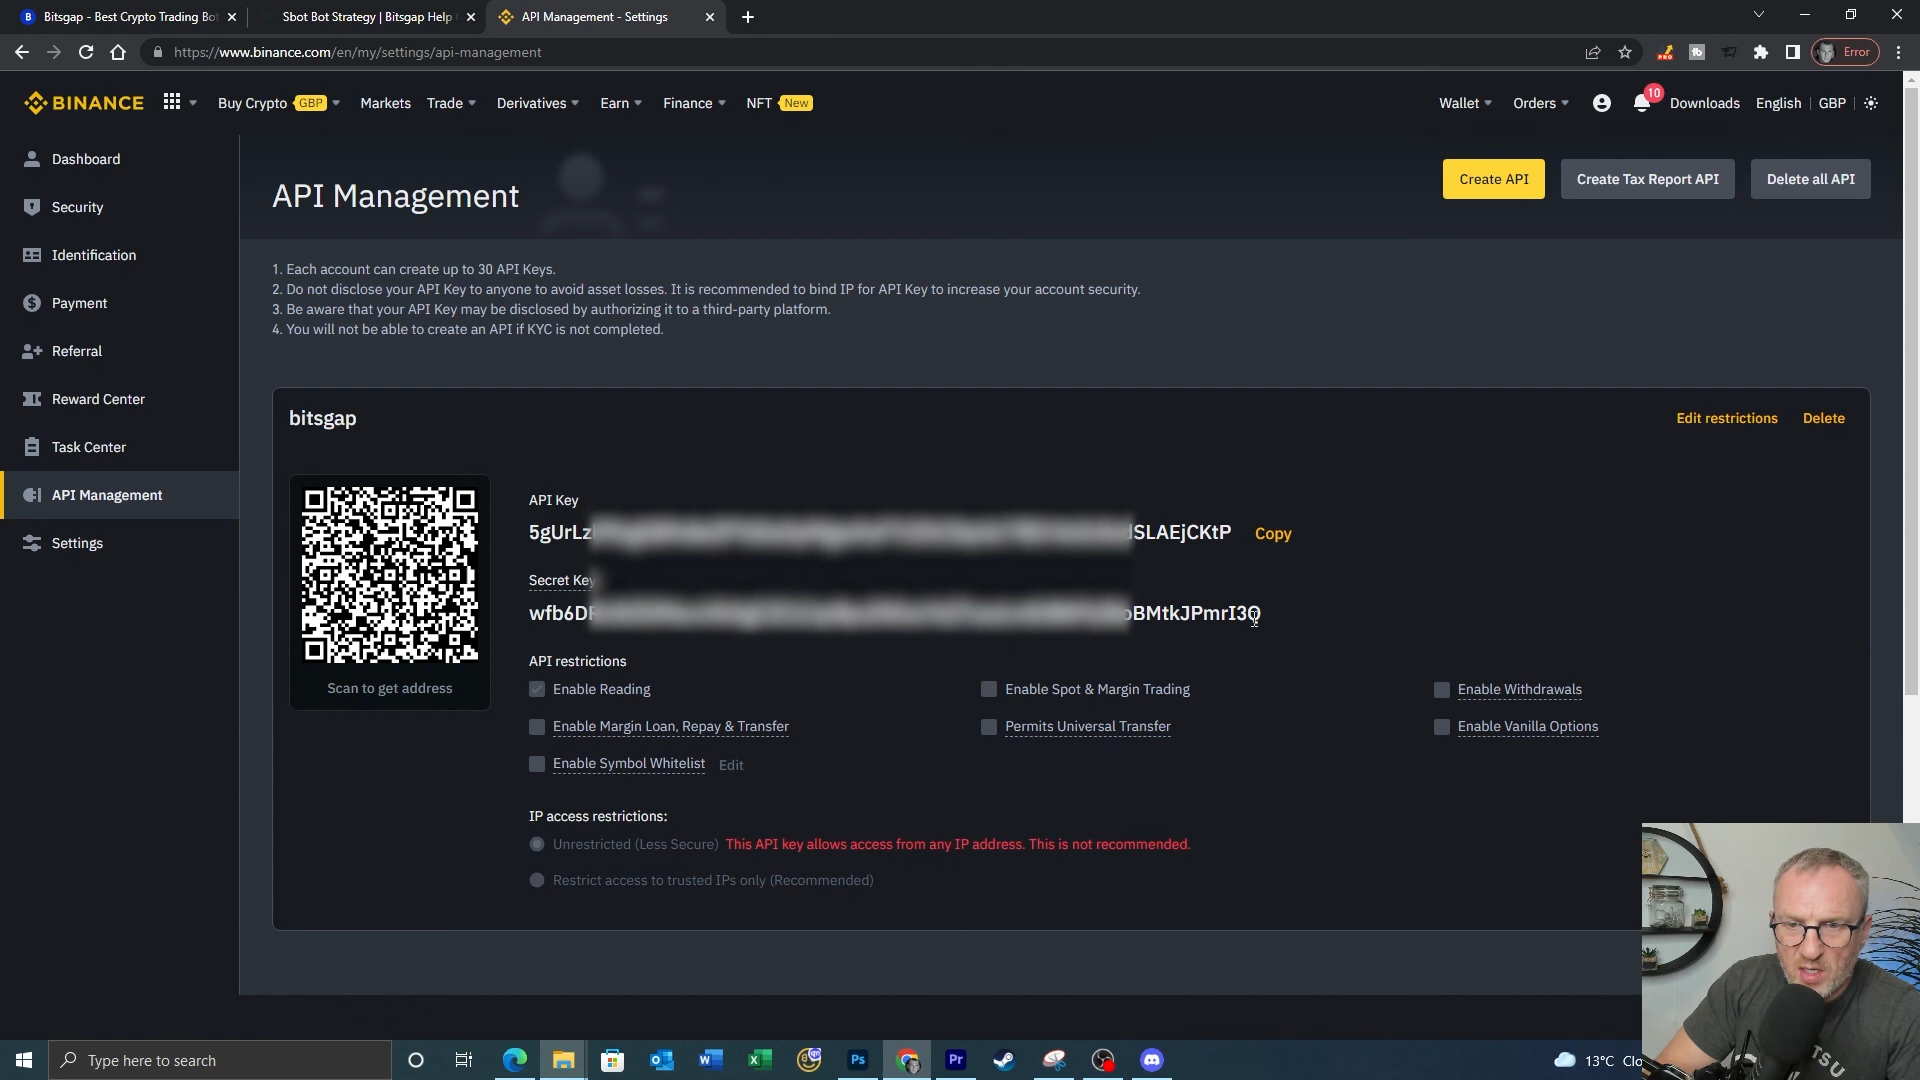 Bitsgap - Best Crypto Trading Bo
Sbot Bot Strategy | Bitsgap Help
API Management - Settings
https://www.binance.com/en/my/settings/api-management
Error
BINANCE
Buy Crypto GBP
Markets
Trade
Derivatives
Earn
Finance
NFT New
Wallet
Orders
10
Downloads
English | GBP
Dashboard
Security
Identification
Payment
Referral
Reward Center
Task Center
API Management
Settings
API Management
Create API
Create Tax Report API
Delete all API
1. Each account can create up to 30 API Keys.
2. Do not disclose your API Key to anyone to avoid asset losses. It is recommended to bind IP for API Key to increase your account security.
3. Be aware that your API Key may be disclosed by authorizing it to a third-party platform.
4. You will not be able to create an API if KYC is not completed.
bitsgap
Edit restrictions
Delete
Scan to get address
API Key
5gUrLz
dSLAEjCKtP
Copy
Secret Key
wfb6D
BMtkJPmrI3
API restrictions
Enable Reading
Enable Spot & Margin Trading
Enable Withdrawals
Enable Margin Loan, Repay & Transfer
Permits Universal Transfer
Enable Vanilla Options
Enable Symbol Whitelist Edit
IP access restrictions:
Unrestricted (Less Secure) This API key allows access from any IP address. This is not recommended.
Restrict access to trusted IPs only (Recommended)
TSU
Type here to search
13°C Clo